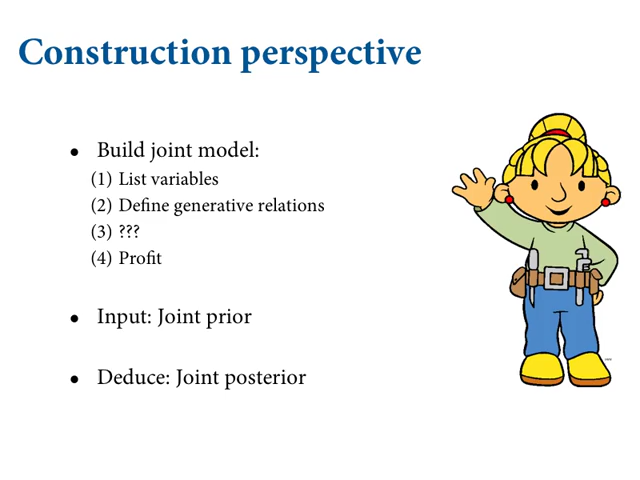 Construction perspective
• Build joint model:
(1) List variables
(2) Define generative relations
(3) ???
(4) Profit
• Input: Joint prior
• Deduce: Joint posterior